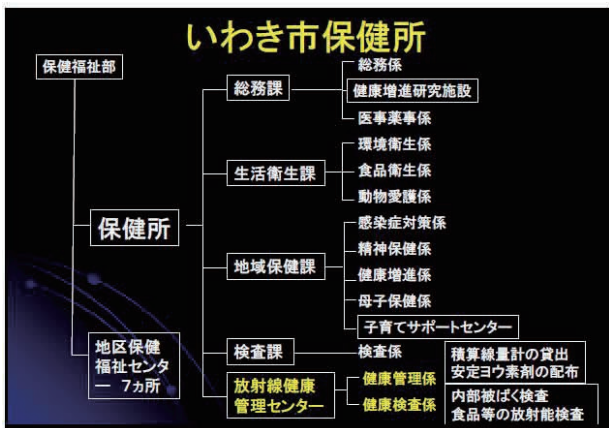 いわき市保健所
保健福祉部
保健所
地区保健
福祉センタ
ー 7ヵ所
総務課
総務係
健康増進研究施設
医事薬事係
生活衛生課
環境衛生係
食品衛生係
動物愛護係
地域保健課
感染症対策係
精神保健係
健康増進係
母子保健係
子育てサポートセンター
検査課
検査係
放射線健康
管理センター
健康管理係
積算線量計の貸出
安定ヨウ素剤の配布
健康検査係
内部被ばく検査
食品等の放射能検査